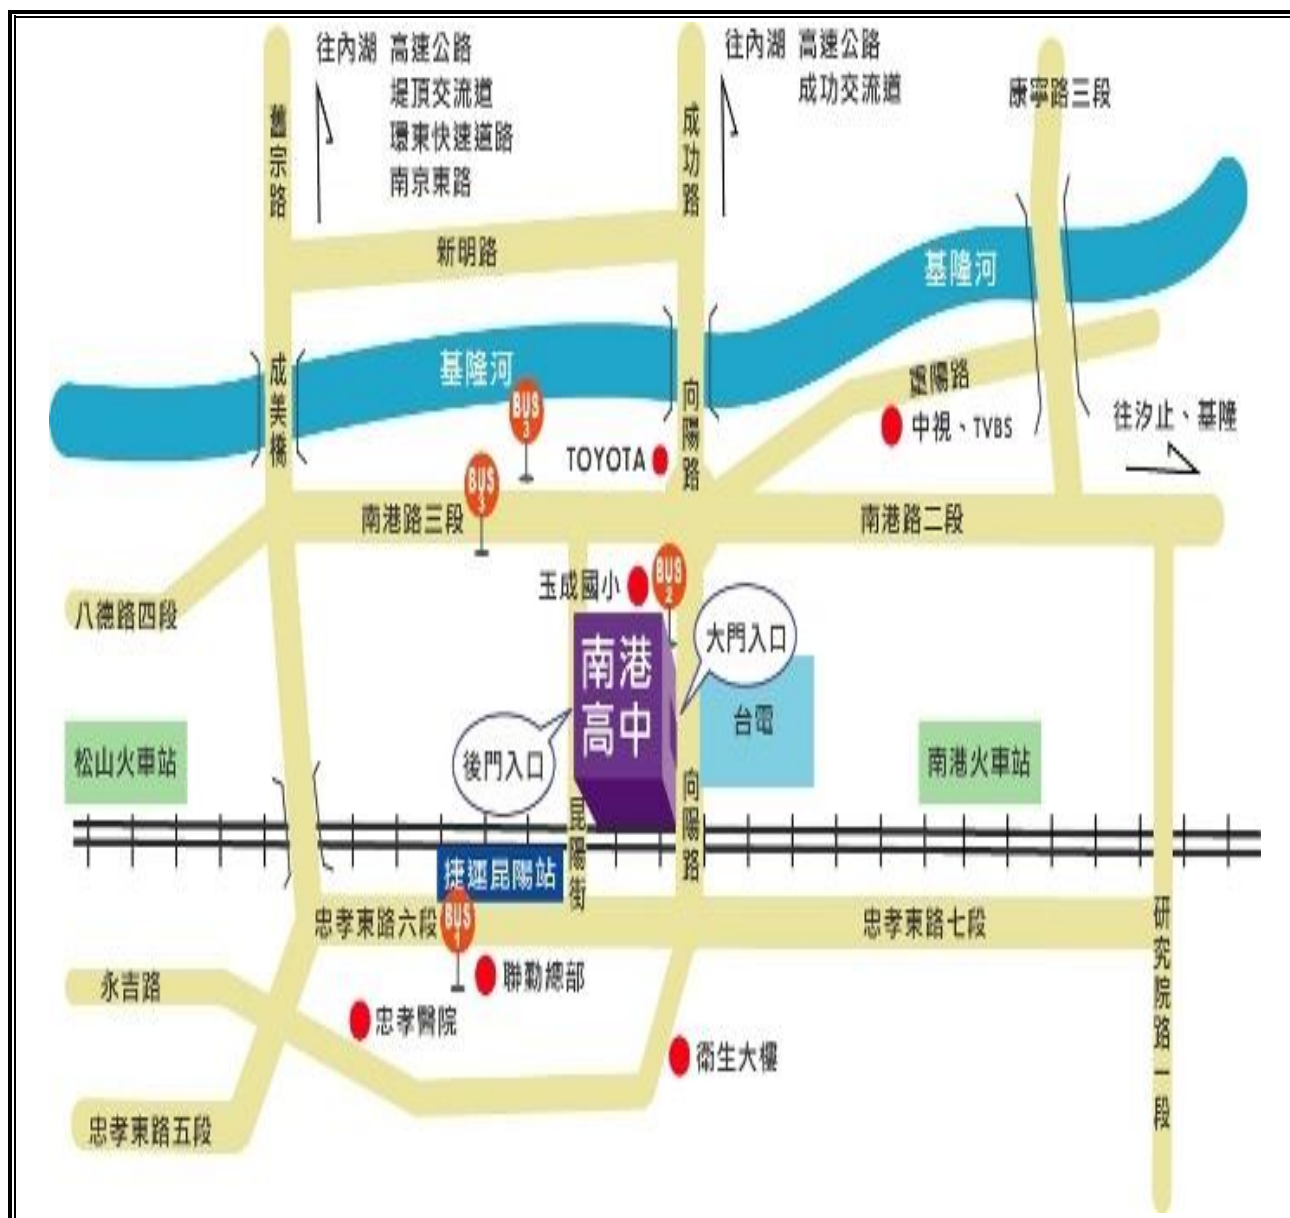 往內湖 高速公路
堤頂交流道
環東快速道路
南京東路
往內湖 高速公路
成功交流道
康寧路三段
舊宗路
成功路
新明路
基隆河
基隆河
成美橋
向陽路
重陽路
BUS
3
中視、TVBS
往汐止、基隆
TOYOTA
BUS
3
南港路三段
南港路二段
玉成國小
BUS
2
八德路四段
南港
高中
大門入口
台電
後門入口
松山火車站
南港火車站
昆陽街
向陽路
捷運昆陽站
忠孝東路六段
BUS
1
忠孝東路七段
研究院路一段
永吉路
聯勤總部
忠孝醫院
衛生大樓
忠孝東路五段